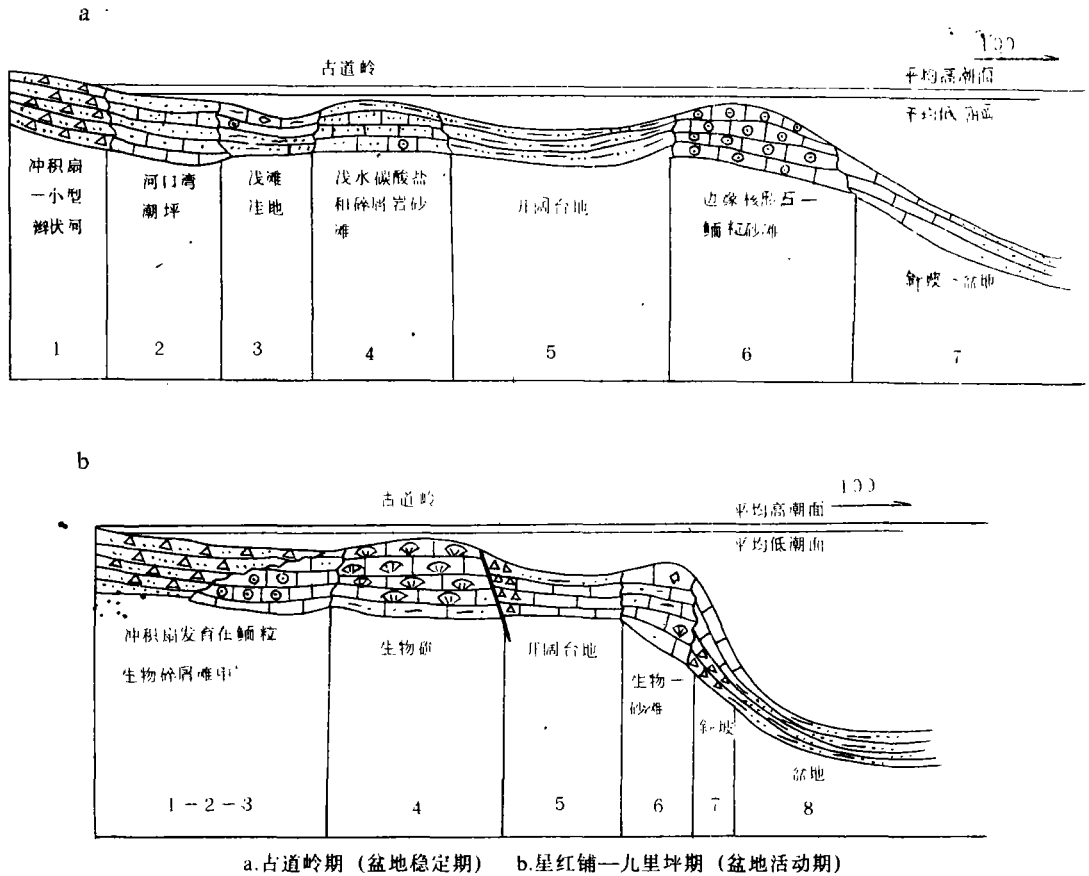 a
100
古道岭
平均高潮面
平均低潮面
冲积扇
一小型
辫状河
河口湾
潮坪
浅滩
洼地
浅水碳酸盐
和碎屑岩砂
滩
开阔台地
边缘核形石—
鲕粒砂滩
斜坡一盆地
1
2
3
4
5
6
7
b
古道岭
100
平均高潮面
平均低潮面
冲积扇发育在鲕粒
生物碎屑滩中
生物礁
开阔台地
生物一
砂滩
斜坡
盆地
1-2-3
4
5
6
7
8
a.古道岭期（盆地稳定期） b.星红铺—九里坪期（盆地活动期）